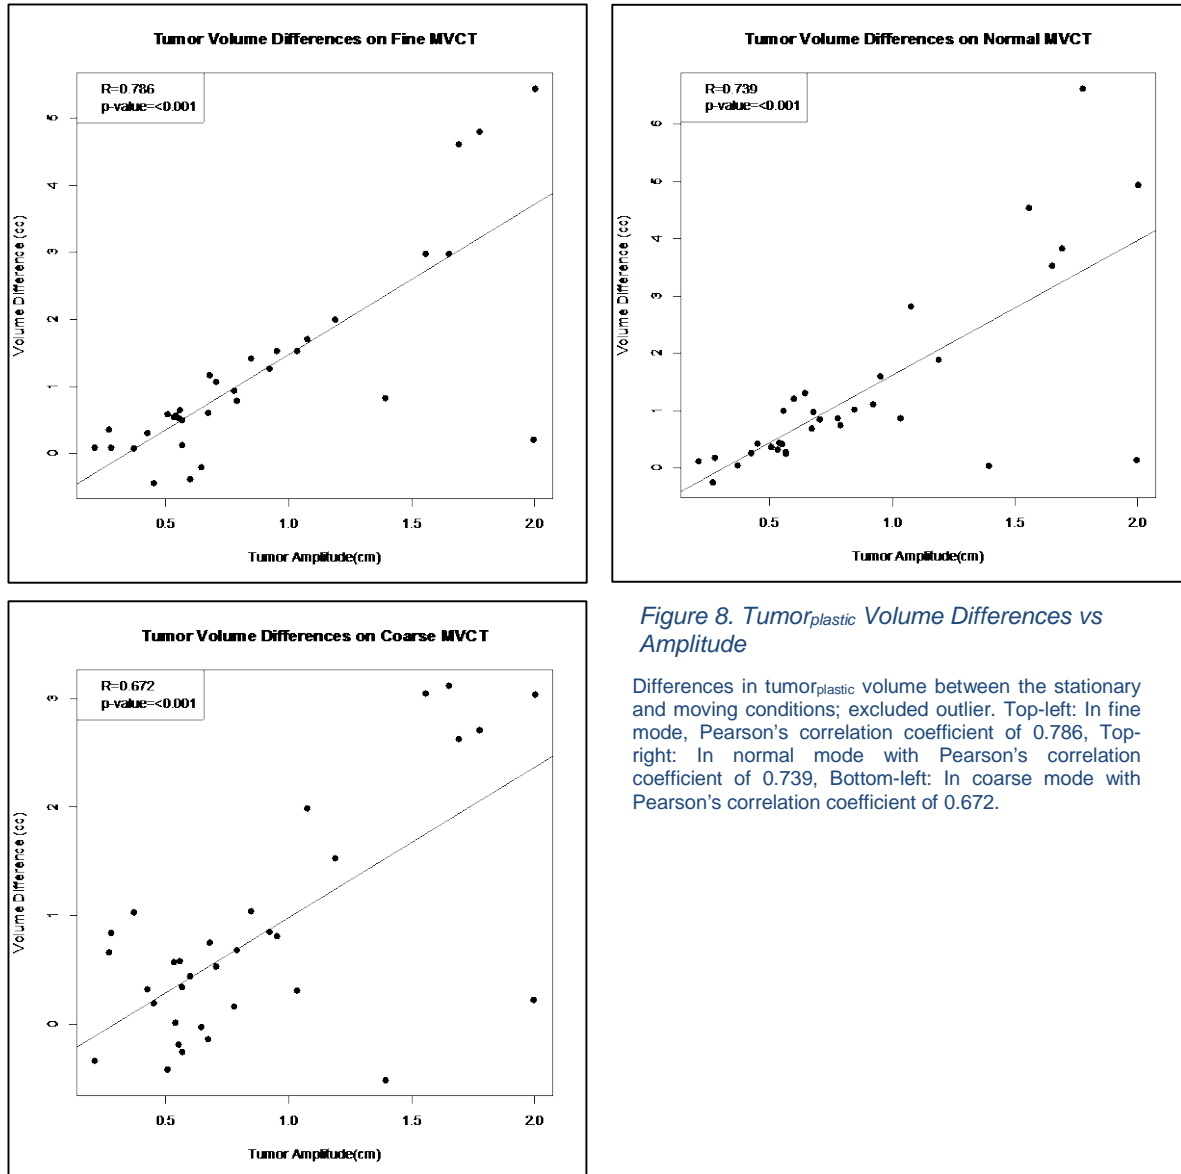 Tumor Volume Differences on Fine MVCT
R=0.786
p-value=<0.001
Volume Difference (cc)
0
1
2
3
4
5
0.5
1.0
1.5
2.0
Tumor Amplitude(cm)
Tumor Volume Differences on Normal MVCT
R=0.739
p-value=<0.001
Volume Difference (cc)
0
1
2
3
4
5
6
0.5
1.0
1.5
2.0
Tumor Amplitude(cm)
Tumor Volume Differences on Coarse MVCT
R=0.672
p-value=<0.001
Volume Difference (cc)
0
1
2
3
0.5
1.0
1.5
2.0
Tumor Amplitude(cm)
Figure 8. Tumorplastic Volume Differences vs
Amplitude
Differences in tumorplastic volume between the stationary
and moving conditions; excluded outlier. Top-left: In fine
mode, Pearson's correlation coefficient of 0.786, Top-
right: In normal mode with Pearson's correlation
coefficient of 0.739, Bottom-left: In coarse mode with
Pearson's correlation coefficient of 0.672.